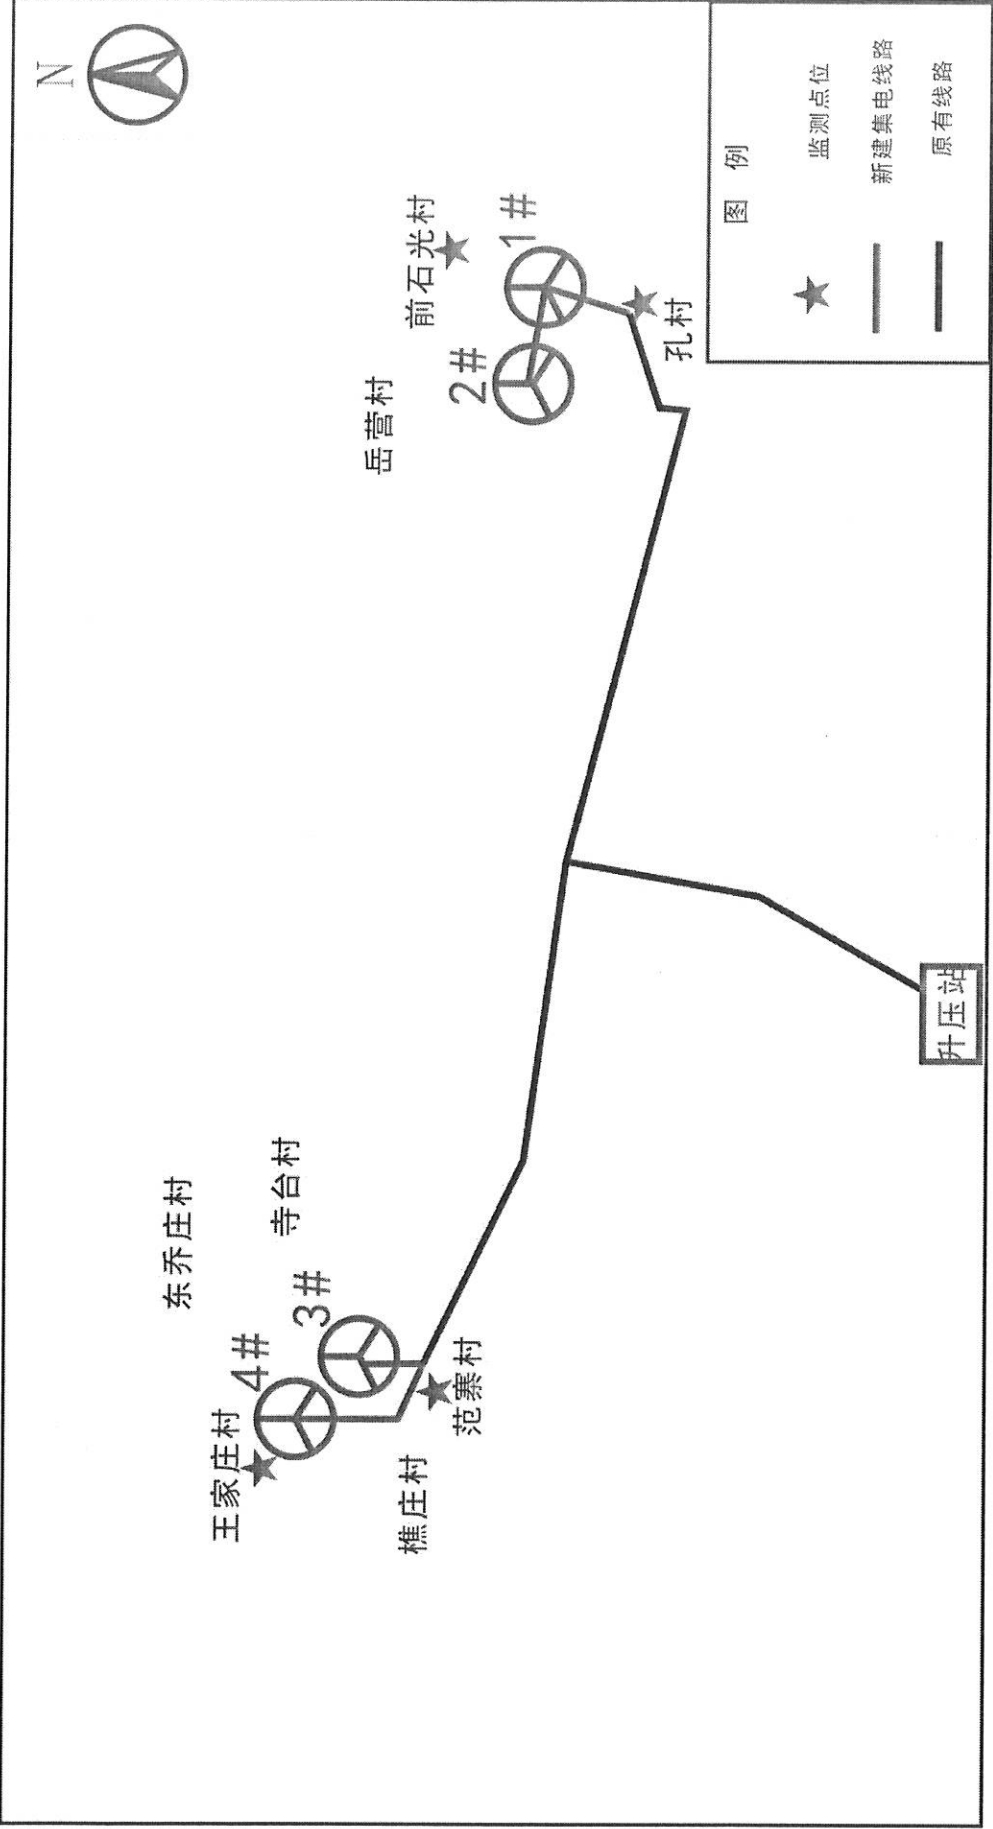 N
东乔庄村
王家庄村
4#
寺台村
3#
岳营村
前石光村
樵庄村
范寨村
2#
1#
孔村
升压站
图 例
监测点位
新建集电线路
原有线路